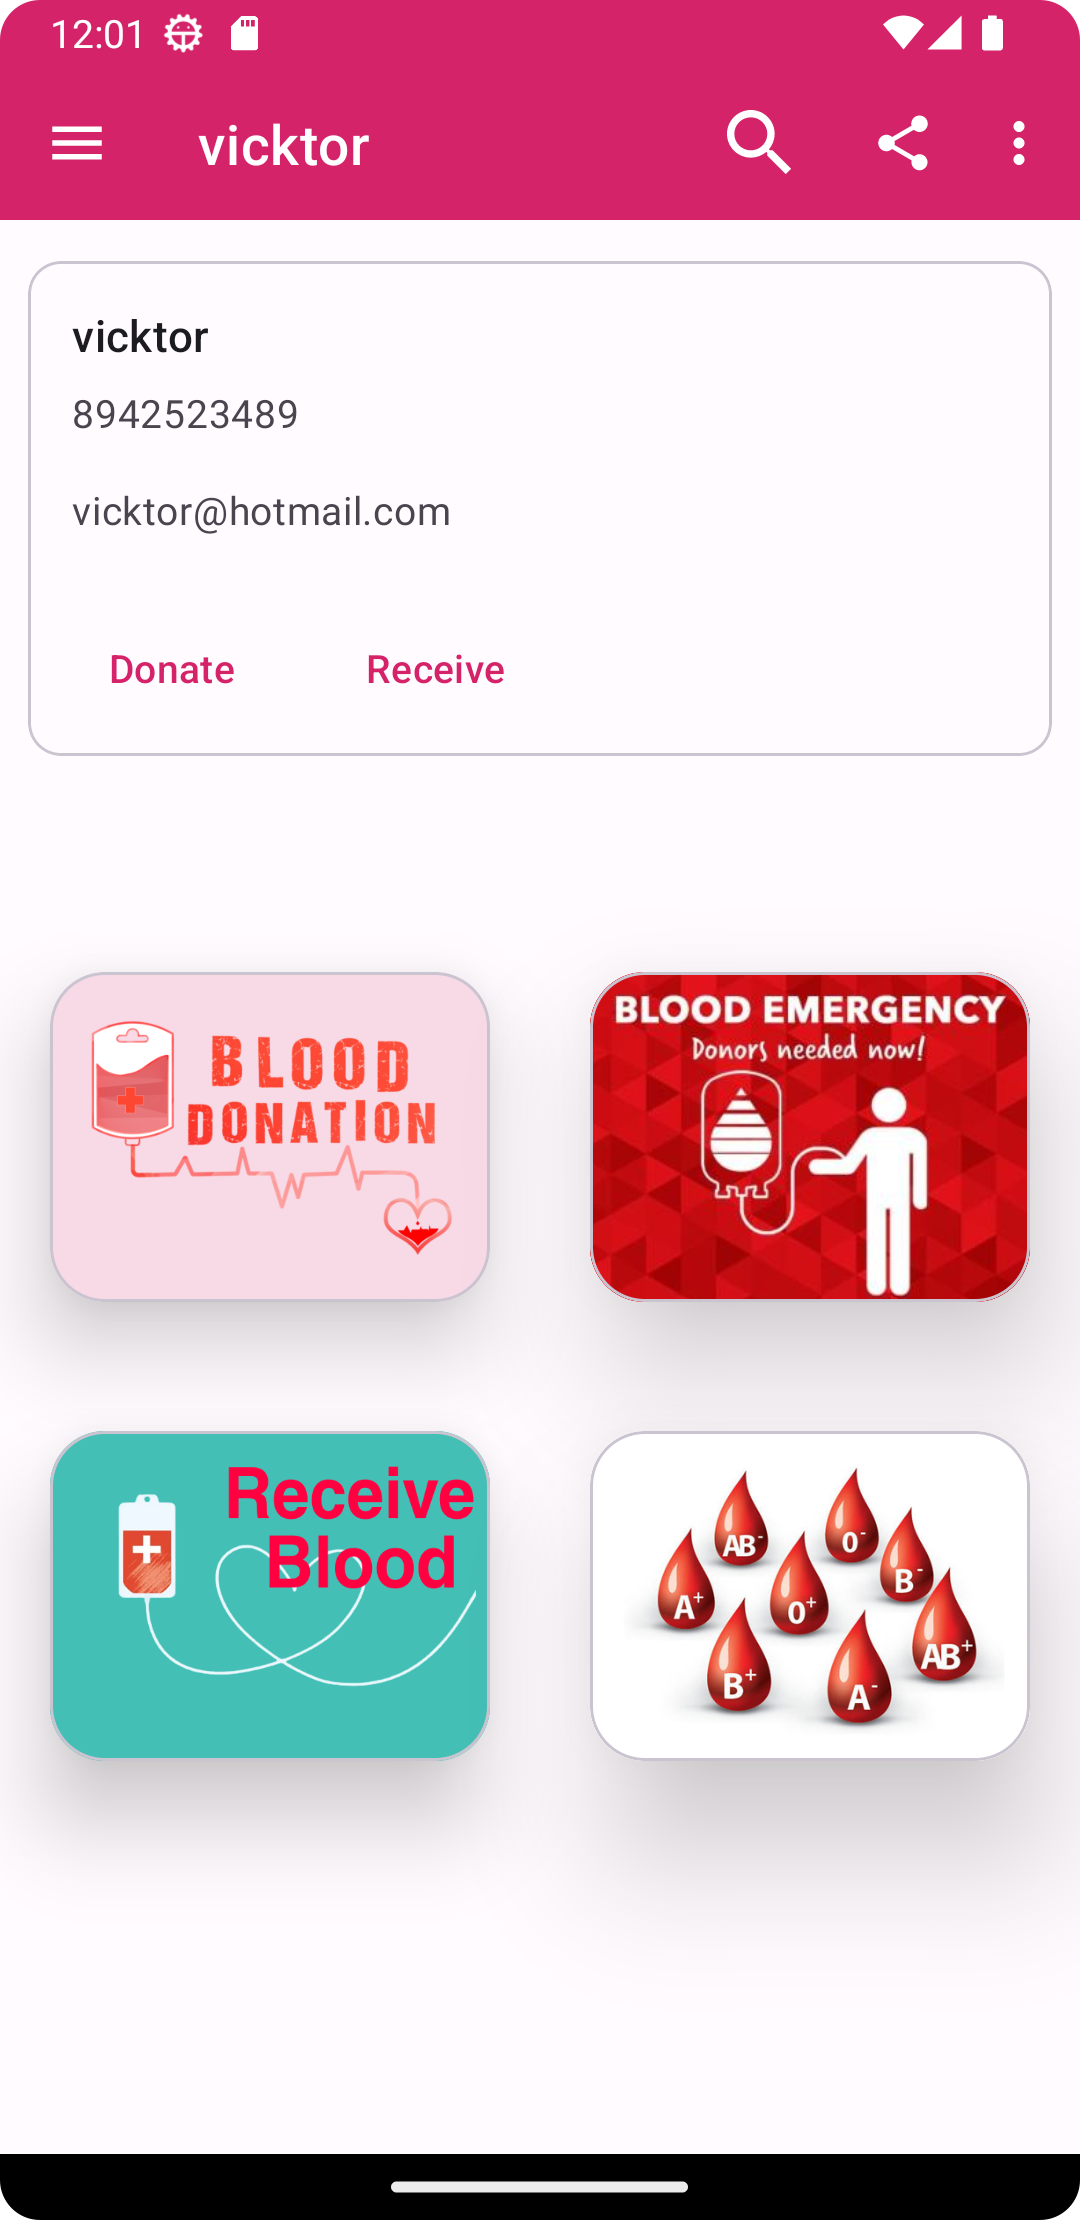 12:01
vicktor
vicktor
8942523489
vicktor@hotmail.com
Donate Receive
BLOOD
DONATION
BLOOD EMERGENCY
Donors needed now!
Receive
Blood
AB-
O-
B-
A+
O+
AB+
B+
A-